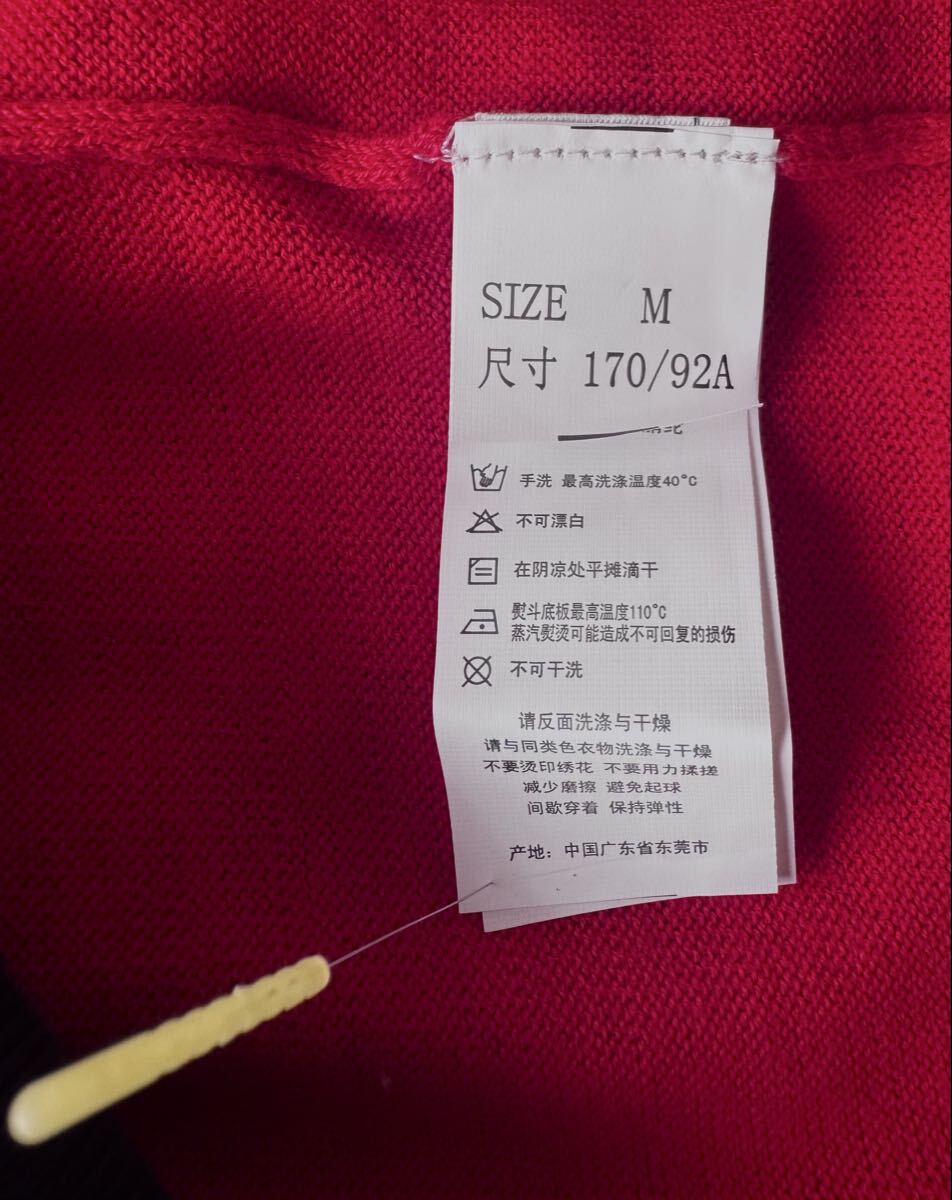 SIZE M
尺寸 170/92A
手洗 最高洗涤温度40°C
不可漂白
在阴凉处平摊滴干
熨斗底板最高温度110°C
蒸汽熨烫可能造成不可回复的损伤
不可干洗
请反面洗涤与干燥
请与同类色衣物洗涤与干燥
不要烫印绣花 不要用力揉搓
减少磨擦 避免起球
间歇穿着 保持弹性
产地：中国广东省东莞市